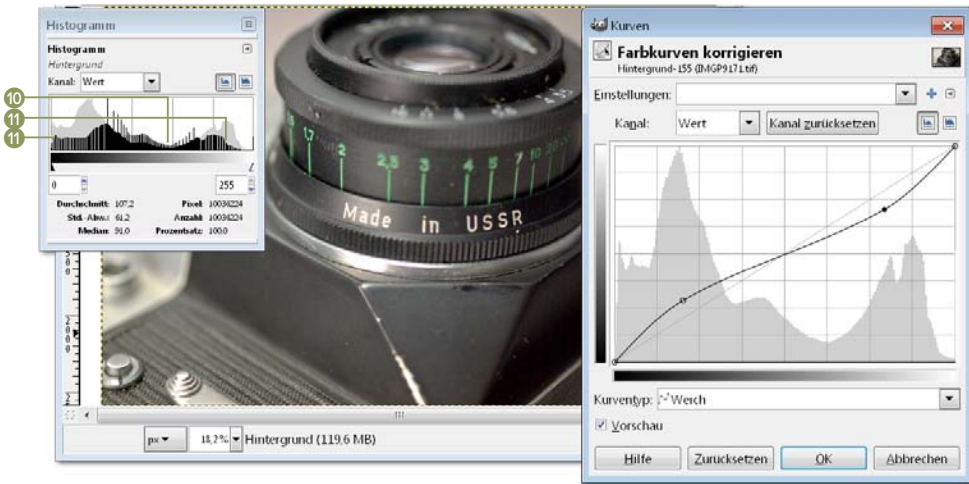 Histogramm
Histogramm
Hintergrund
Kanal: Wert
10
11
11
0 255
Durchschnitt: 107,2 Pixel: 10036224
Std.-Abw.: 61,2 Anzahl: 10036224
Median: 91,0 Prozentsatz: 100,0
1,7 2 2,5 3 4 5 7 10 20
Made in USSR
px 18,2% Hintergrund (119,6 MB)
Kurven
Farbkurven korrigieren
Hintergrund-155 (IMGP9171.tif)
Einstellungen:
Kanal: Wert Kanal zurücksetzen
Kurventyp: Weich
Vorschau
Hilfe Zurücksetzen OK Abbrechen